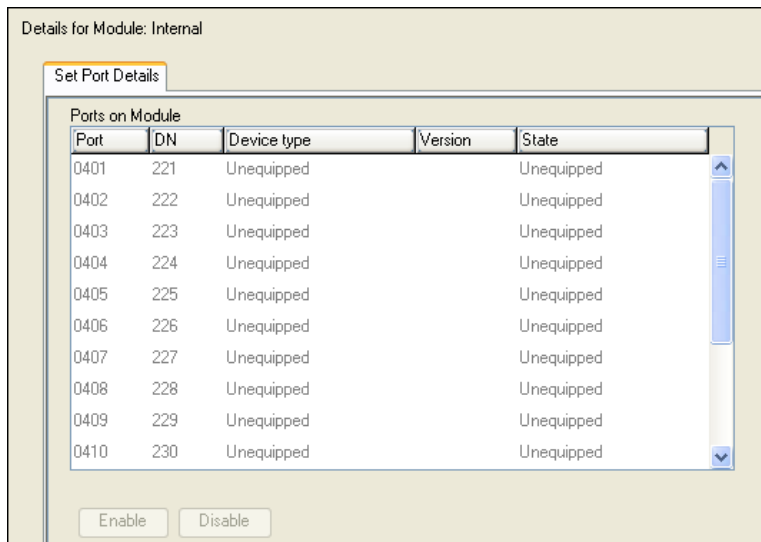 Details for Module: Internal
Set Port Details
Ports on Module
Port DN Device type Version State
0401 221 Unequipped Unequipped
0402 222 Unequipped Unequipped
0403 223 Unequipped Unequipped
0404 224 Unequipped Unequipped
0405 225 Unequipped Unequipped
0406 226 Unequipped Unequipped
0407 227 Unequipped Unequipped
0408 228 Unequipped Unequipped
0409 229 Unequipped Unequipped
0410 230 Unequipped Unequipped
Enable Disable